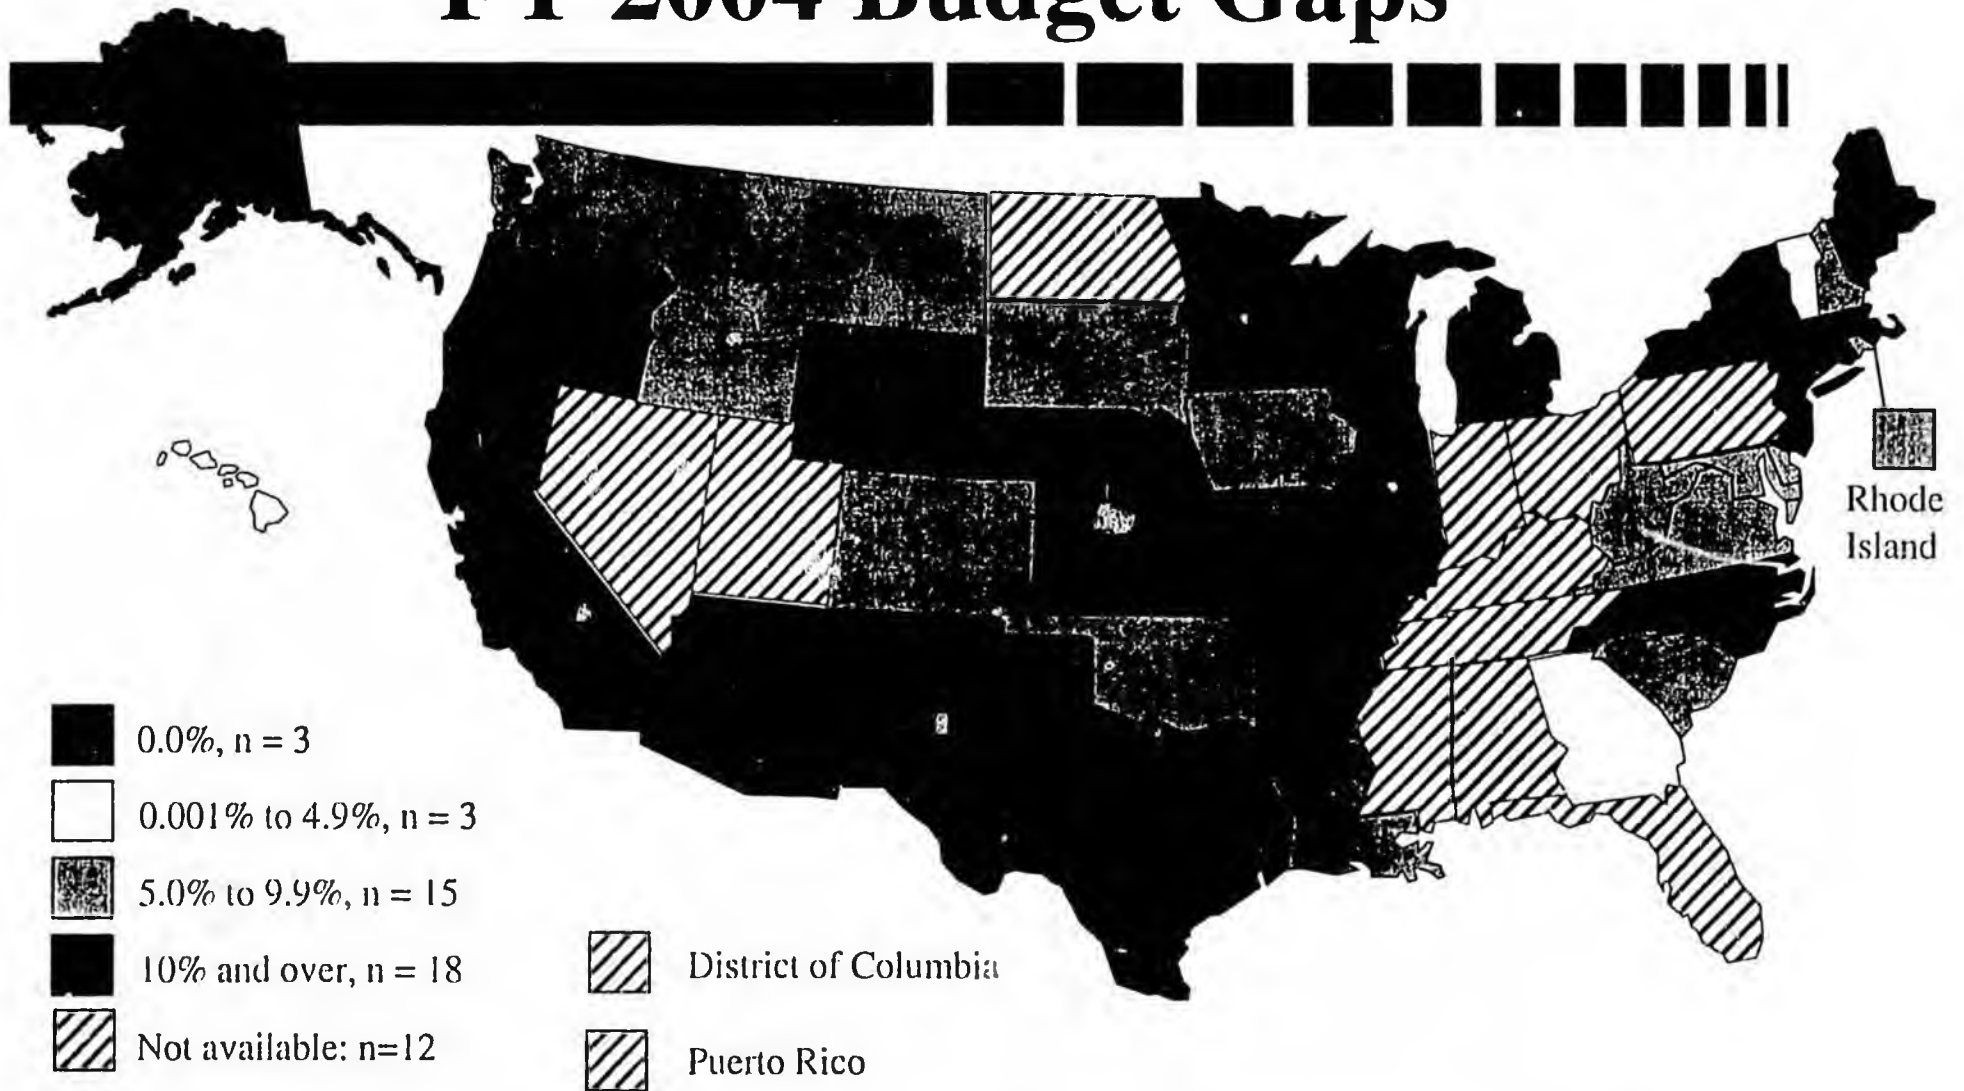 FY 2004 Budget Gaps
Rhode
Island
0.0%, n = 3
0.001% to 4.9%, n = 3
5.0% to 9.9%, n = 15
10% and over, n = 18
Not available: n=12
District of Columbia
Puerto Rico